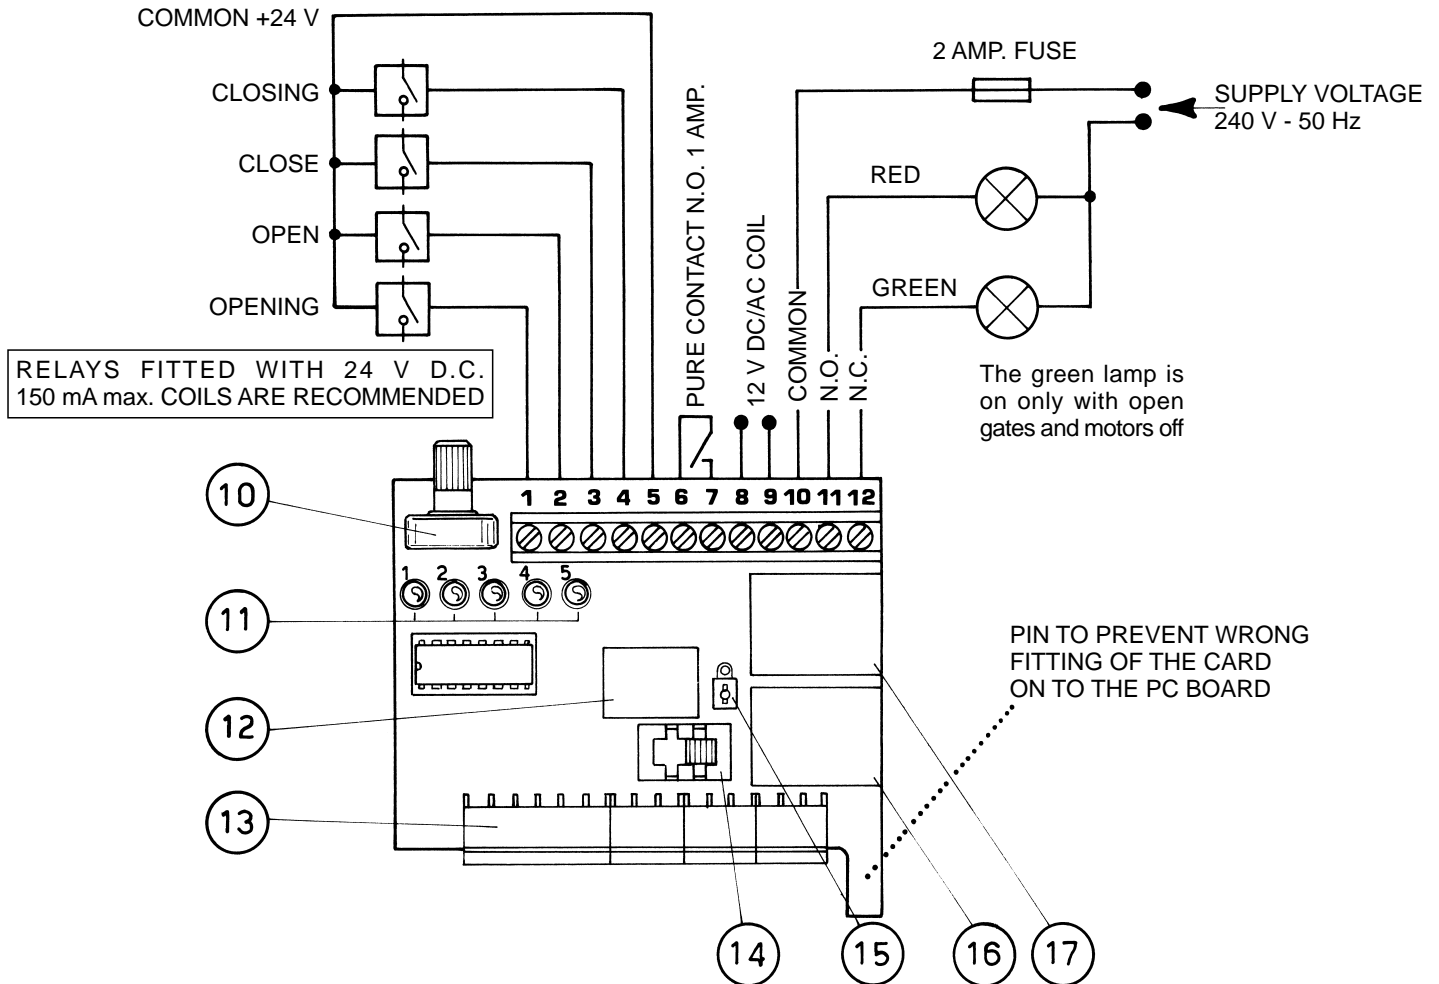 COMMON +24 V
CLOSING
CLOSE
OPEN
OPENING
RELAYS FITTED WITH 24 V D.C.
150 mA max. COILS ARE RECOMMENDED
PURE CONTACT N.O. 1 AMP.
12 V DC/AC COIL
COMMON
N.O.
N.C.
2 AMP. FUSE
SUPPLY VOLTAGE
240 V - 50 Hz
RED
GREEN
The green lamp is
on only with open
gates and motors off
1 2 3 4 5 6 7 8 9 10 11 12
10
1 2 3 4 5
11
12
13
PIN TO PREVENT WRONG
FITTING OF THE CARD
ON TO THE PC BOARD
14
15
16
17